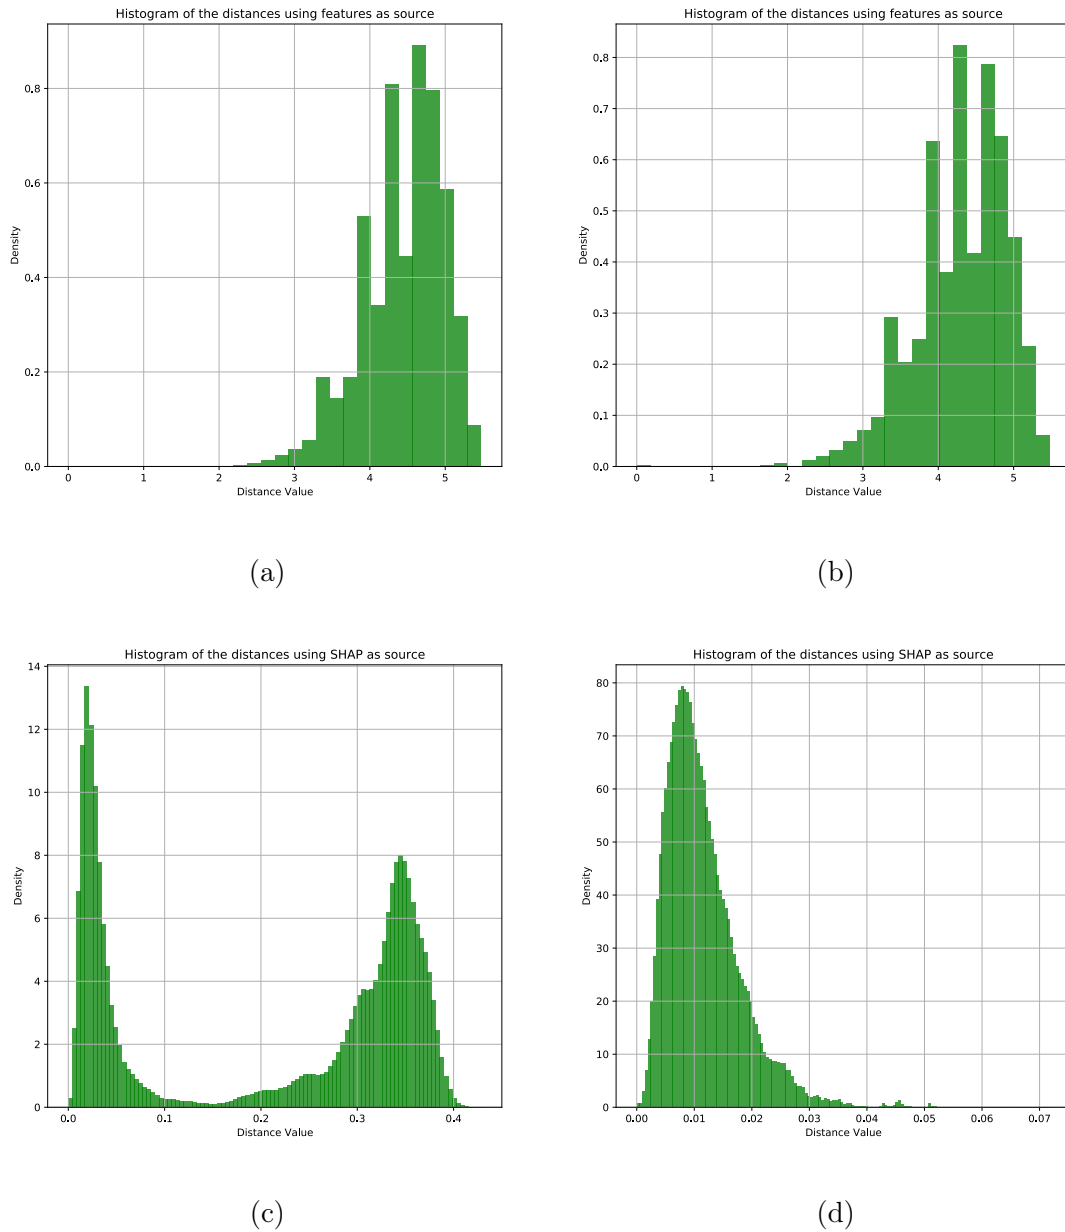 Histogram of the distances using features as source
Density
0.8
0.6
0.4
0.2
0.0
0 1 2 3 4 5
Distance Value
(a)
Histogram of the distances using features as source
Density
0.8
0.7
0.6
0.5
0.4
0.3
0.2
0.1
0.0
0 1 2 3 4 5
Distance Value
(b)
Histogram of the distances using SHAP as source
Density
14
12
10
8
6
4
2
0
0.0 0.1 0.2 0.3 0.4
Distance Value
(c)
Histogram of the distances using SHAP as source
Density
80
70
60
50
40
30
20
10
0
0.00 0.01 0.02 0.03 0.04 0.05 0.06 0.07
Distance Value
(d)